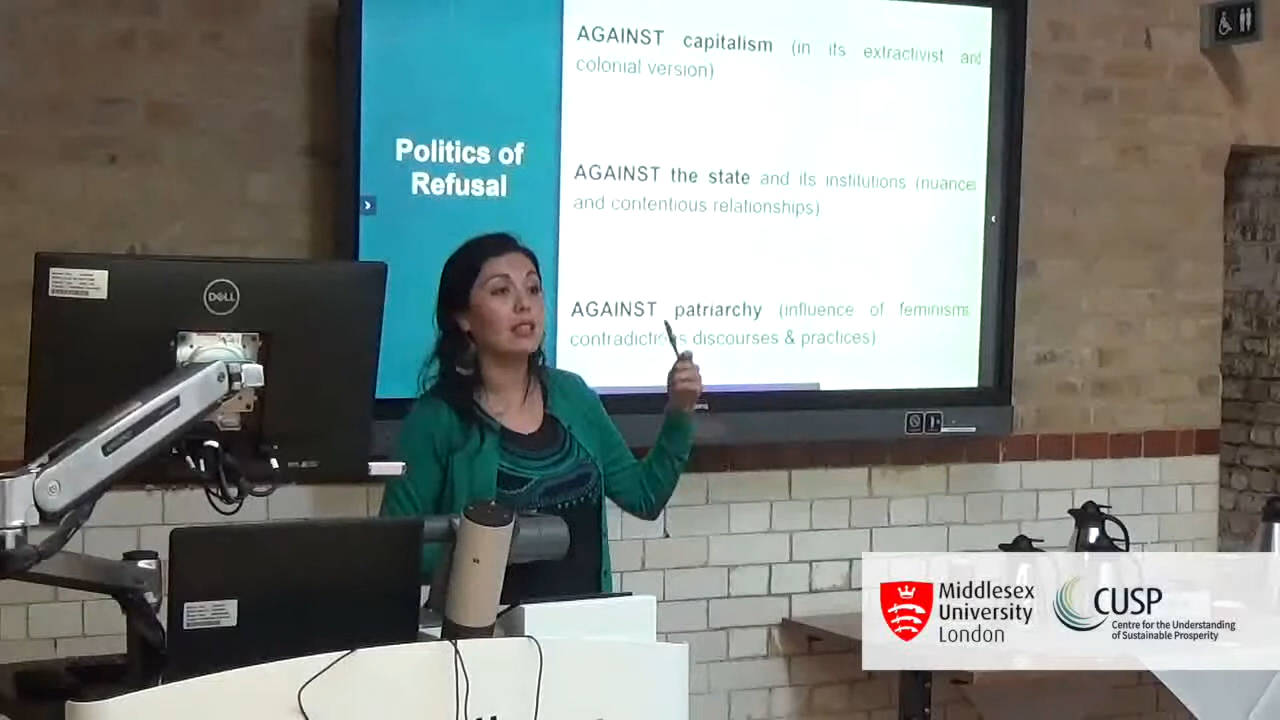 AGAINST capitalism (in its extractivist and
colonial version)
Politics of
Refusal
AGAINST the state and its institutions (nuances
and contentious relationships)
AGAINST patriarchy (influence of feminisms
contradictions discourses & practices)
DELL
Middlesex
University
London
CUSP
Centre for the Understanding
of Sustainable Prosperity